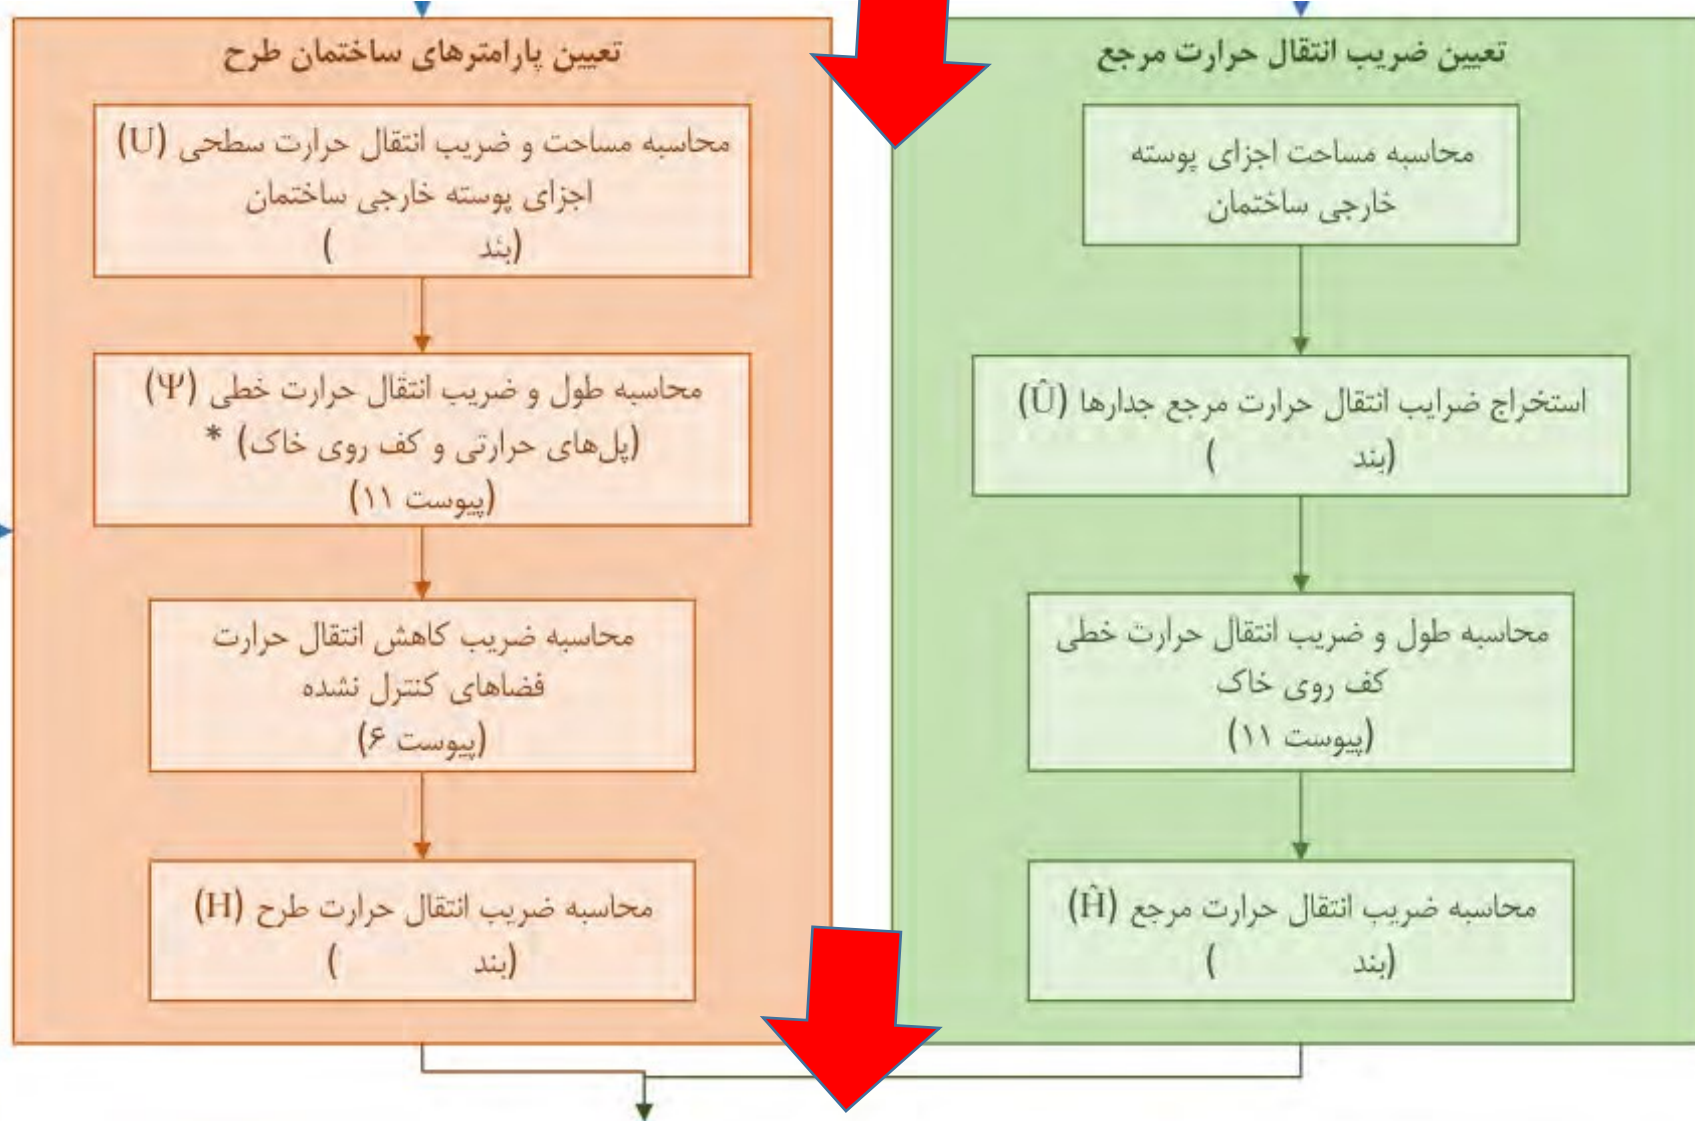 تعیین ضریب انتقال حرارت مرجع
محاسبه مساحت اجزای پوسته
خارجی ساختمان
استخراج ضرایب انتقال حرارت مرجع جدارها (Û)
(بند )
محاسبه طول و ضریب انتقال حرارت خطی
کف روی خاک
(پیوست ۱۱)
محاسبه ضریب انتقال حرارت مرجع (Ĥ)
(بند )
تعیین پارامترهای ساختمان طرح
محاسبه مساحت و ضریب انتقال حرارت سطحی (U)
اجزای پوسته خارجی ساختمان
(بند )
محاسبه طول و ضریب انتقال حرارت خطی (Ψ)
(پل‌های حرارتی و کف روی خاک) *
(پیوست ۱۱)
محاسبه ضریب کاهش انتقال حرارت
فضاهای کنترل نشده
(پیوست ۶)
محاسبه ضریب انتقال حرارت طرح (H)
(بند )